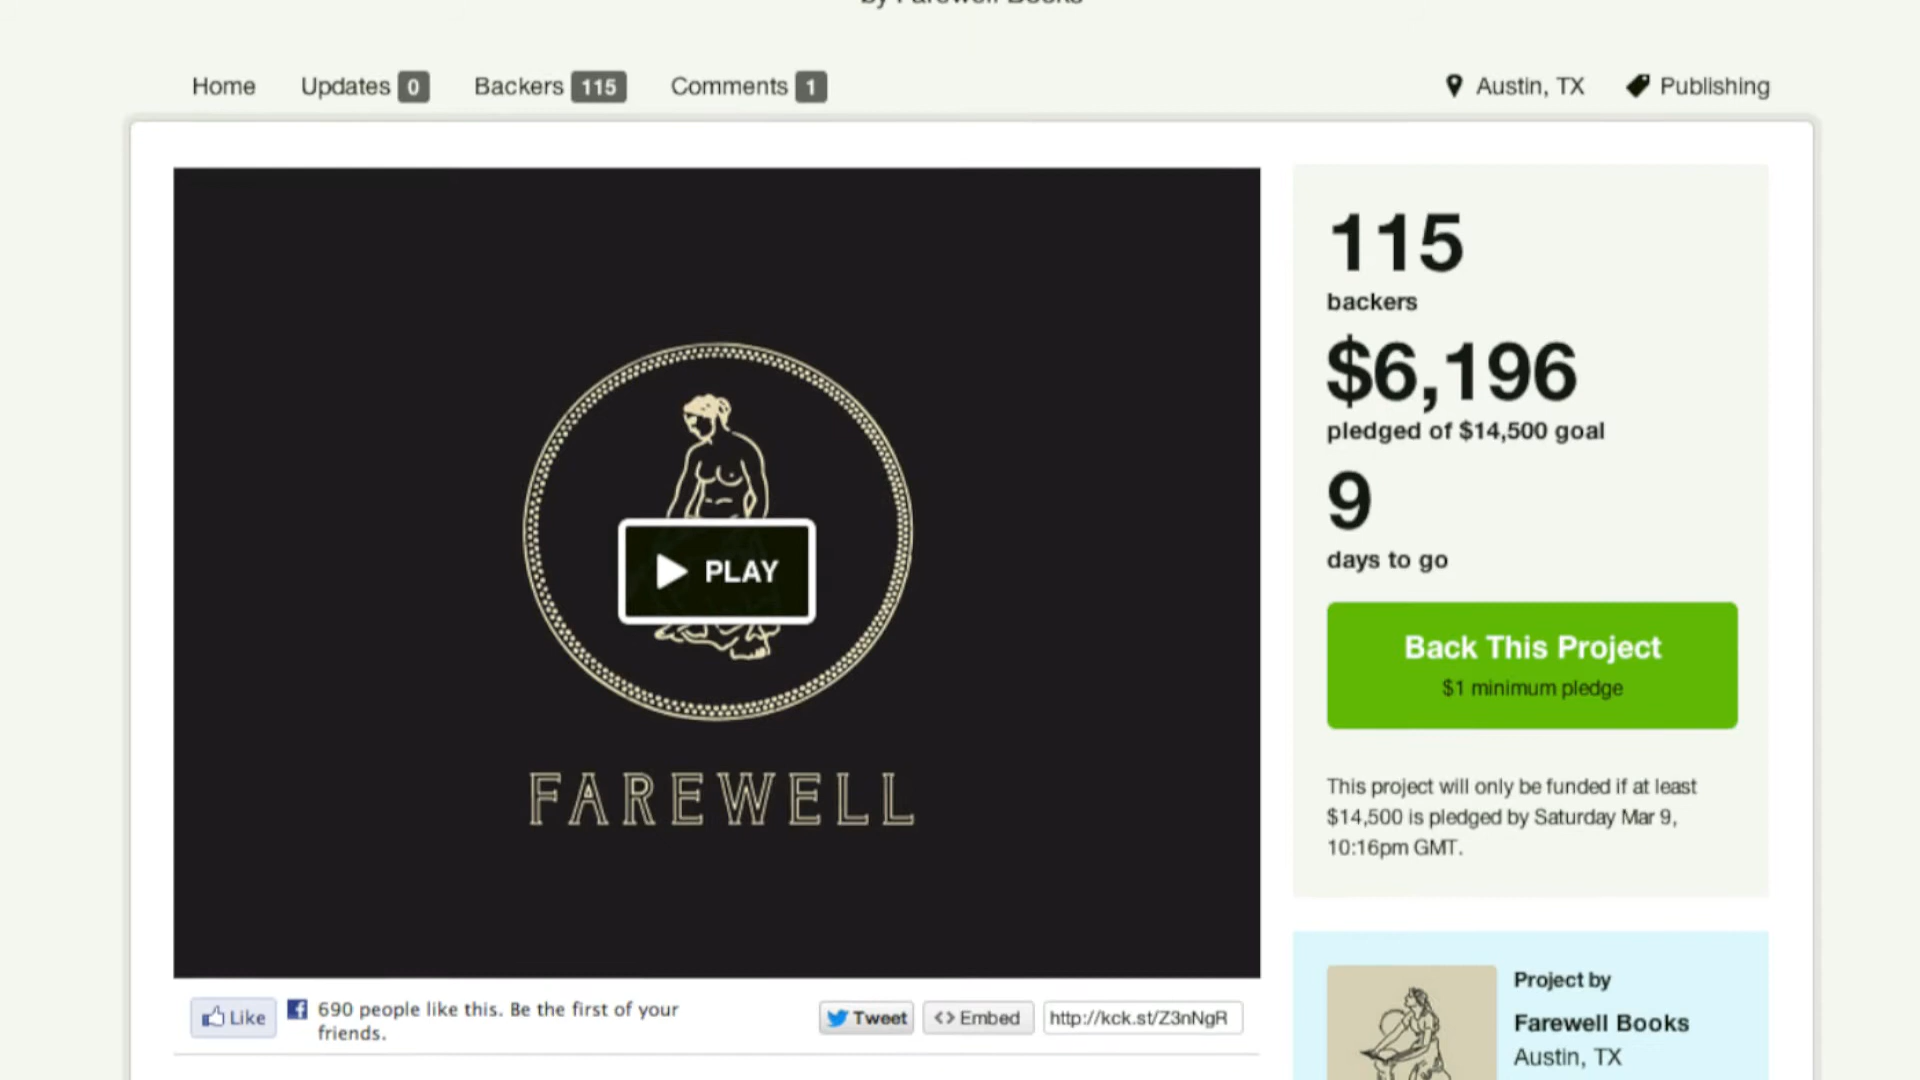 by Farewell Books
Home Updates 0 Backers 115 Comments 1 Austin, TX Publishing
115
backers
$6,196
pledged of $14,500 goal
9
days to go
PLAY
Back This Project
$1 minimum pledge
FAREWELL
This project will only be funded if at least
$14,500 is pledged by Saturday Mar 9,
10:16pm GMT.
Like f 690 people like this. Be the first of your
friends.
Tweet <> Embed http://kck.st/Z3nNgR
Project by
Farewell Books
Austin, TX